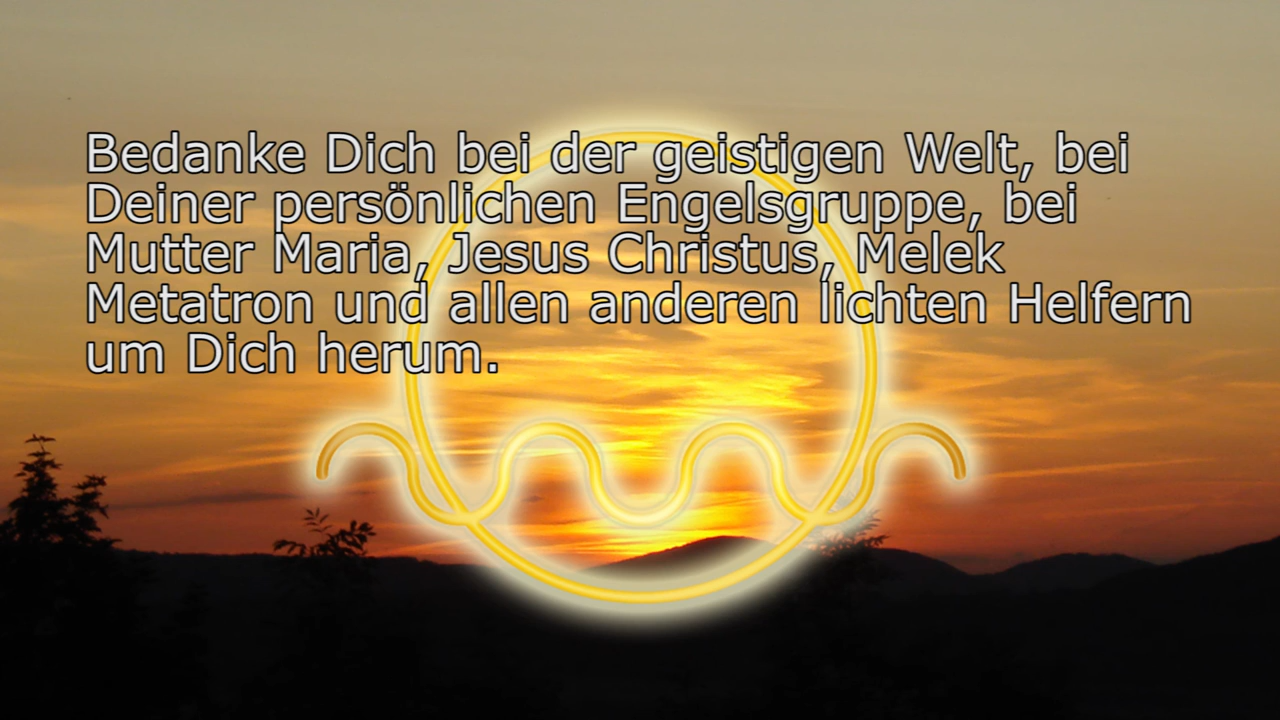 Bedanke Dich bei der geistigen Welt, bei
Deiner persönlichen Engelsgruppe, bei
Mutter Maria, Jesus Christus, Melek
Metatron und allen anderen lichten Helfern
um Dich herum.